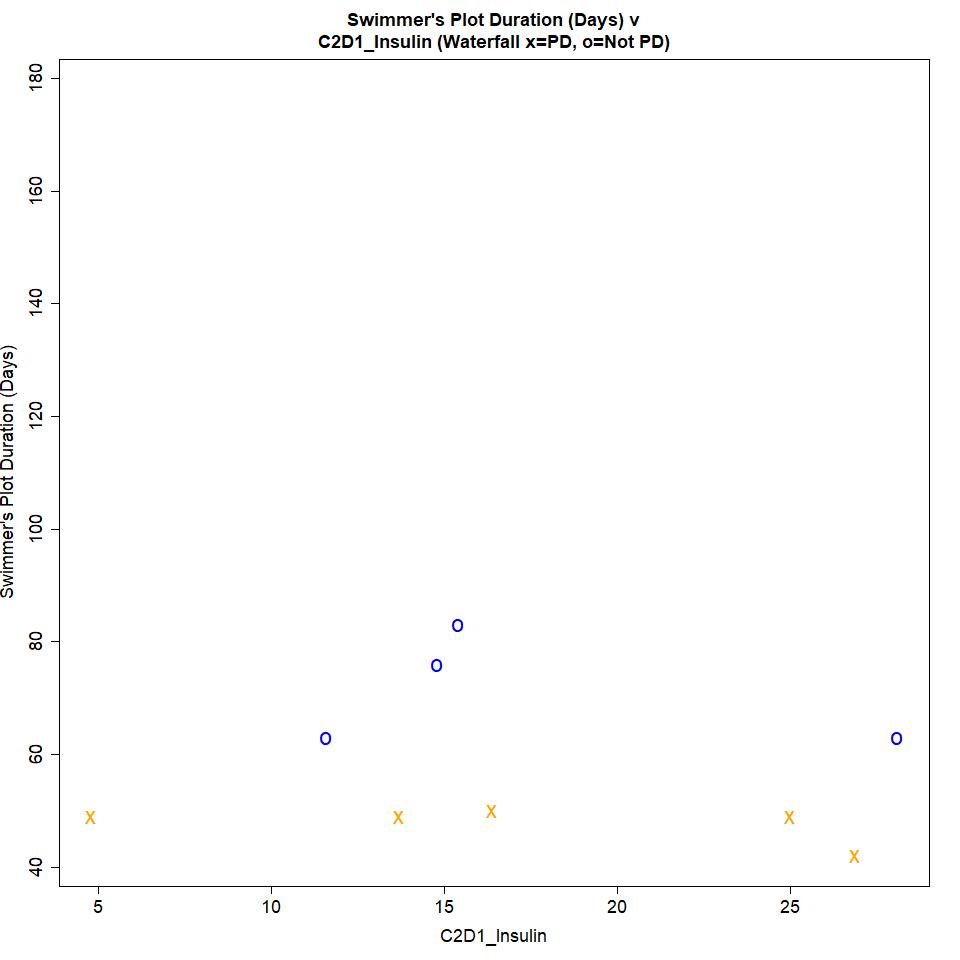 Swimmer's Plot Duration (Days) v
C2D1_Insulin (Waterfall x=PD, o=Not PD)
Swimmer's Plot Duration (Days)
180
160
140
120
100
80
60
40
o
o
o
o
x
x
x
x
x
5 10 15 20 25
C2D1_Insulin